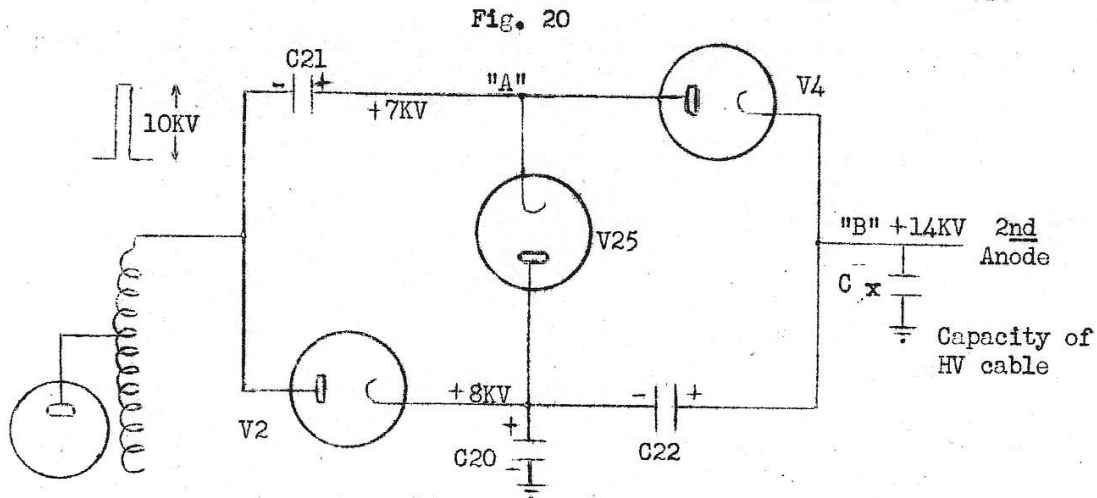 Fig. 20
C21
- +
"A"
V4
10KV
+7KV
V25
"B" +14KV 2nd
Anode
C x
Capacity of
HV cable
+8KV
V2
+
C20
-
- +
C22